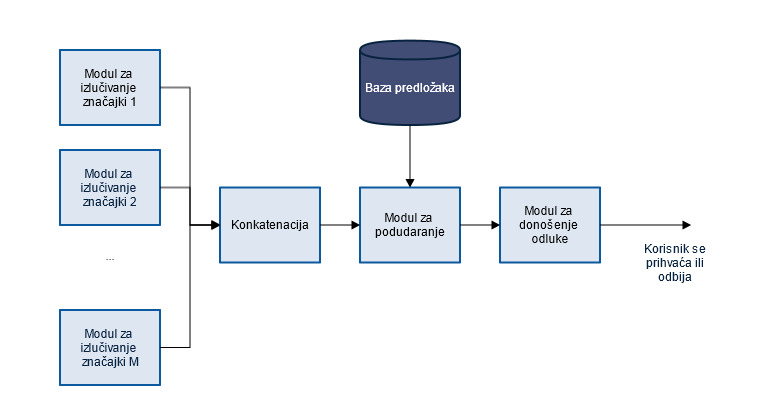 Modul za
izlučivanje
značajki 1
Modul za
izlučivanje
značajki 2
...
Modul za
izlučivanje
značajki M
Konkatenacija
Baza predložaka
Modul za
podudaranje
Modul za
donošenje
odluke
Korisnik se
prihvaća ili
odbija